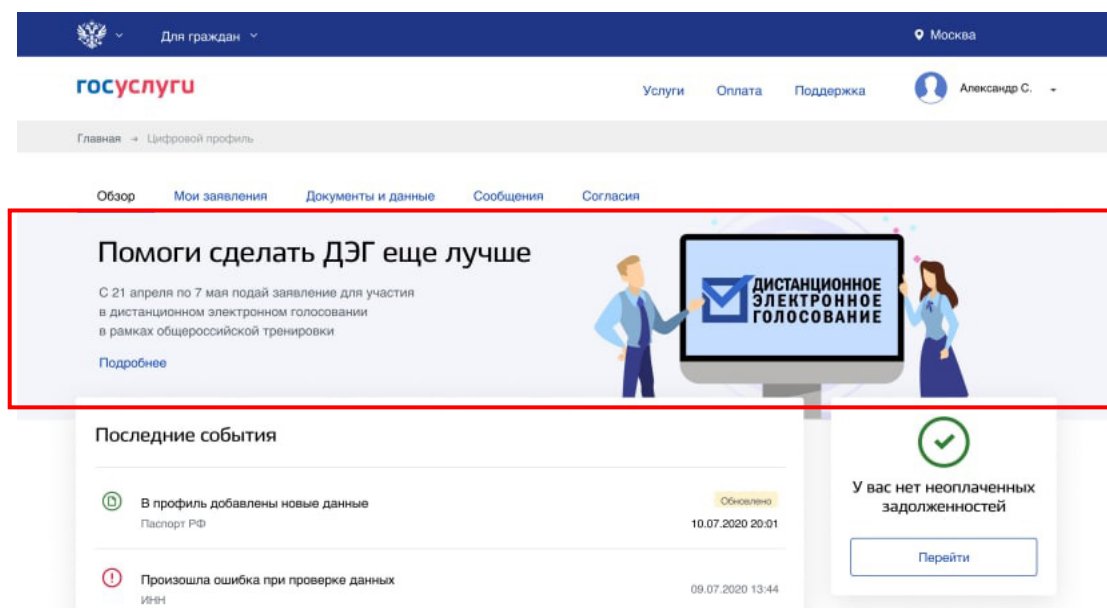 Для граждан
Москва
госуслуги
Услуги Оплата Поддержка Александр С.
Главная → Цифровой профиль
Обзор Мои заявления Документы и данные Сообщения Согласия
Помоги сделать ДЭГ еще лучше
С 21 апреля по 7 мая подай заявление для участия
в дистанционном электронном голосовании
в рамках общероссийской тренировки
Подробнее
ДИСТАНЦИОННОЕ
ЭЛЕКТРОННОЕ
ГОЛОСОВАНИЕ
Последние события
В профиль добавлены новые данные
Паспорт РФ
Обновлено
10.07.2020 20:01
Произошла ошибка при проверке данных
ИНН
09.07.2020 13:44
У вас нет неоплаченных
задолженностей
Перейти